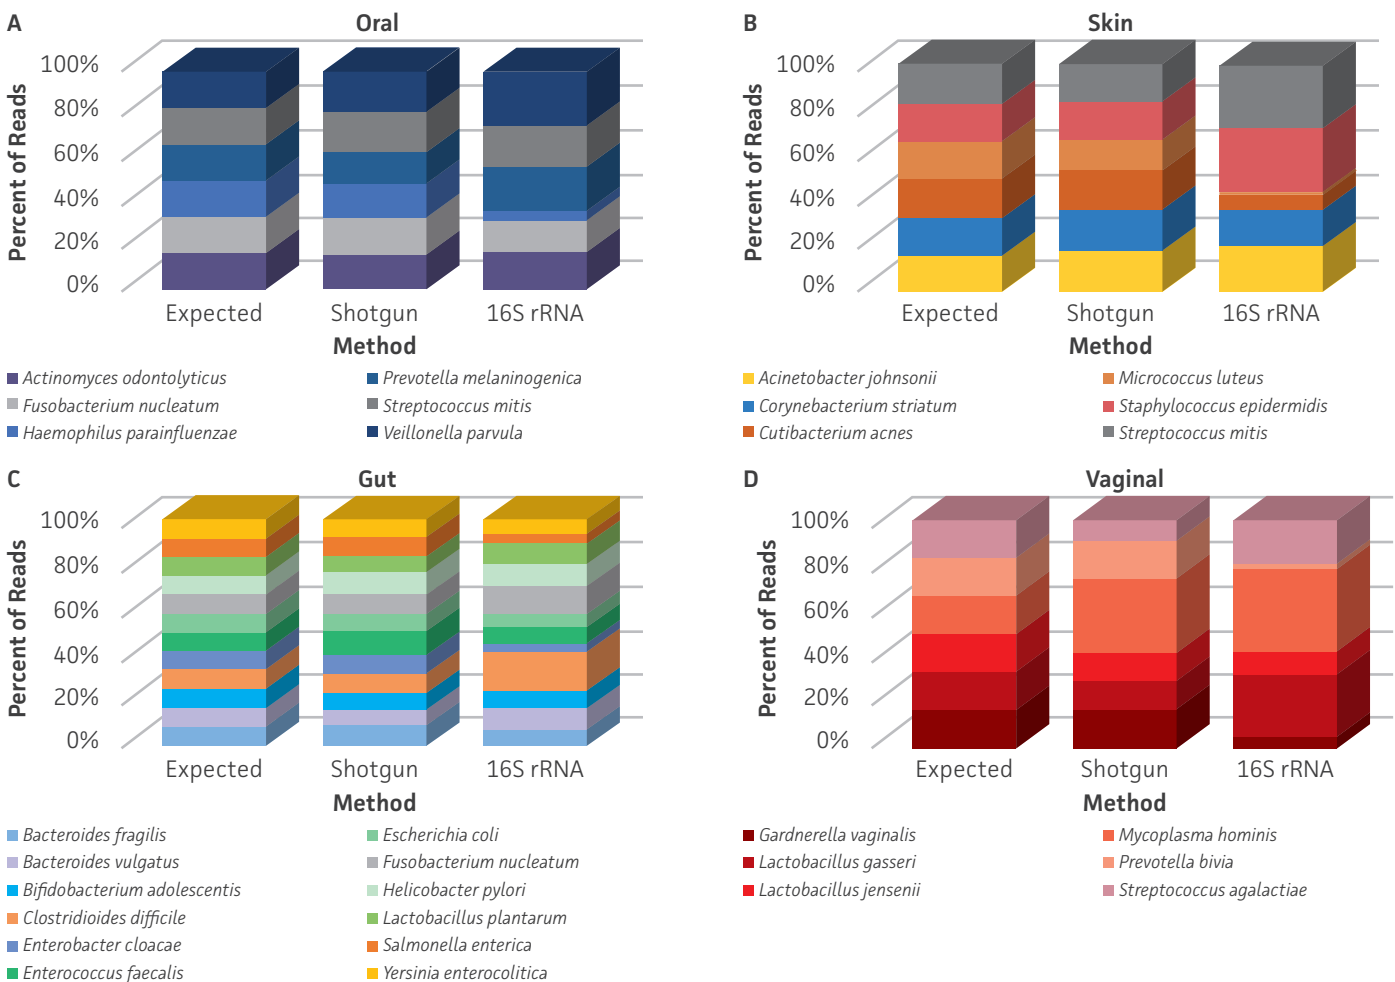 A
Oral
Percent of Reads
100%
80%
60%
40%
20%
0%
Expected
Shotgun
16S rRNA
Method
Actinomyces odontolyticus
Fusobacterium nucleatum
Haemophilus parainfluenzae
Prevotella melaninogenica
Streptococcus mitis
Veillonella parvula
B
Skin
Percent of Reads
100%
80%
60%
40%
20%
0%
Expected
Shotgun
16S rRNA
Method
Acinetobacter johnsonii
Corynebacterium striatum
Cutibacterium acnes
Micrococcus luteus
Staphylococcus epidermidis
Streptococcus mitis
C
Gut
Percent of Reads
100%
80%
60%
40%
20%
0%
Expected
Shotgun
16S rRNA
Method
Bacteroides fragilis
Bacteroides vulgatus
Bifidobacterium adolescentis
Clostridioides difficile
Enterobacter cloacae
Enterococcus faecalis
Escherichia coli
Fusobacterium nucleatum
Helicobacter pylori
Lactobacillus plantarum
Salmonella enterica
Yersinia enterocolitica
D
Vaginal
Percent of Reads
100%
80%
60%
40%
20%
0%
Expected
Shotgun
16S rRNA
Method
Gardnerella vaginalis
Lactobacillus gasseri
Lactobacillus jensenii
Mycoplasma hominis
Prevotella bivia
Streptococcus agalactiae